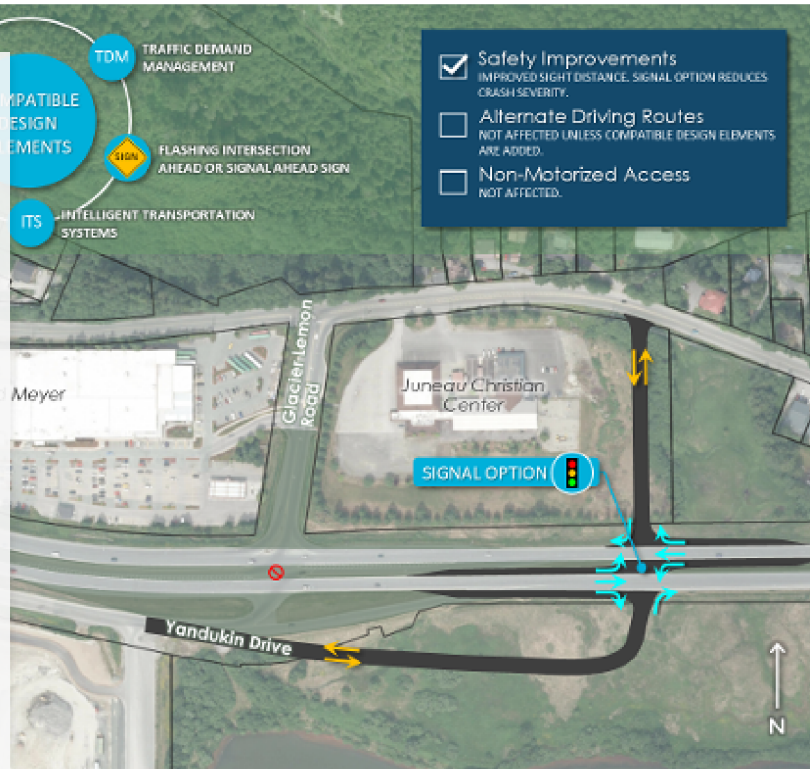 TDM
TRAFFIC DEMAND
MANAGEMENT
MPATIBLE
DESIGN
EMENTS
SIGN
FLASHING INTERSECTION
AHEAD OR SIGNAL AHEAD SIGN
ITS
INTELLIGENT TRANSPORTATION
SYSTEMS
Safety Improvements
IMPROVED SIGHT DISTANCE. SIGNAL OPTION REDUCES
CRASH SEVERITY.
Alternate Driving Routes
NOT AFFECTED UNLESS COMPATIBLE DESIGN ELEMENTS
ARE ADDED.
Non-Motorized Access
NOT AFFECTED.
Meyer
Glacier-Lemon
Road
Juneau Christian
Center
SIGNAL OPTION
Yandukin Drive
N